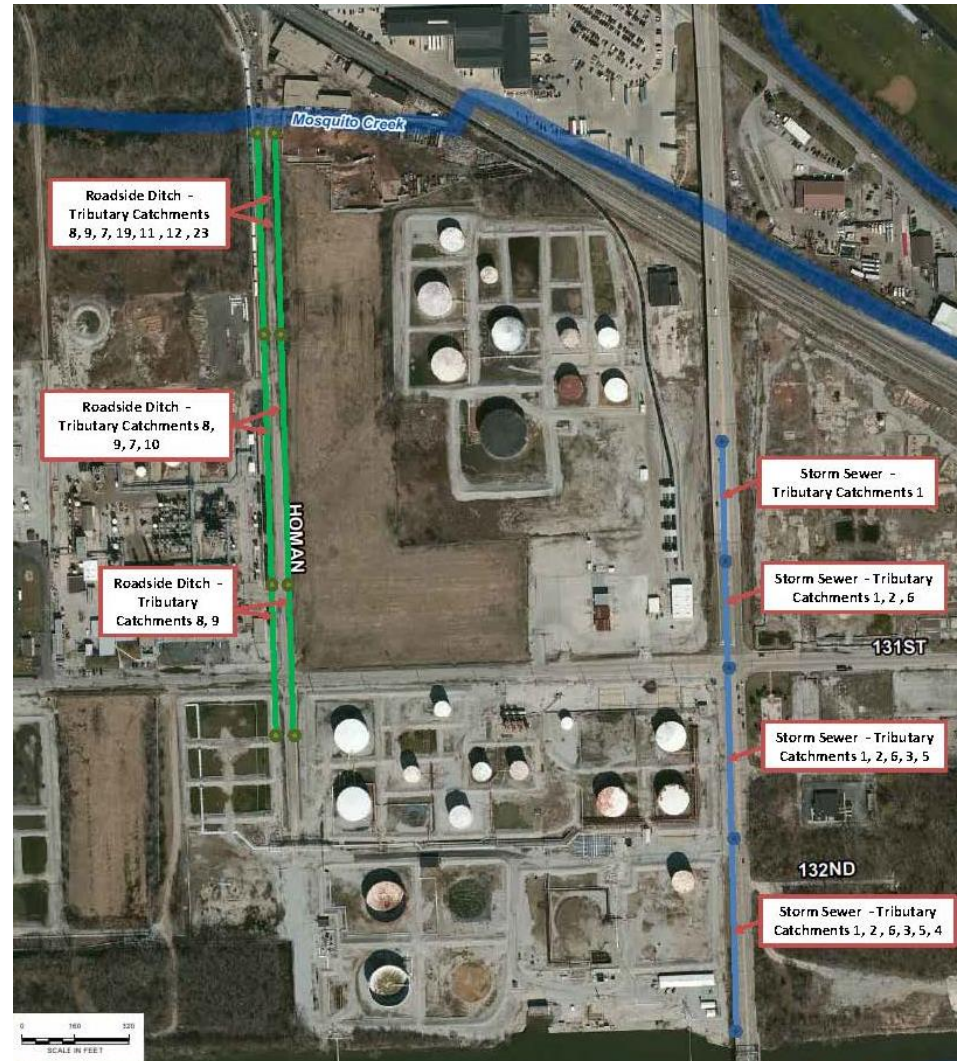 Mosquito Creek
Roadside Ditch -
Tributary Catchments
8, 9, 7, 19, 11 , 12 , 23
Roadside Ditch -
Tributary Catchments 8,
9, 7, 10
HOMAN
Roadside Ditch -
Tributary
Catchments 8, 9
Storm Sewer -
Tributary Catchments 1
Storm Sewer - Tributary
Catchments 1, 2 , 6
131ST
Storm Sewer - Tributary
Catchments 1, 2, 6, 3, 5
132ND
Storm Sewer - Tributary
Catchments 1, 2 , 6, 3, 5, 4
0 160 320
SCALE IN FEET